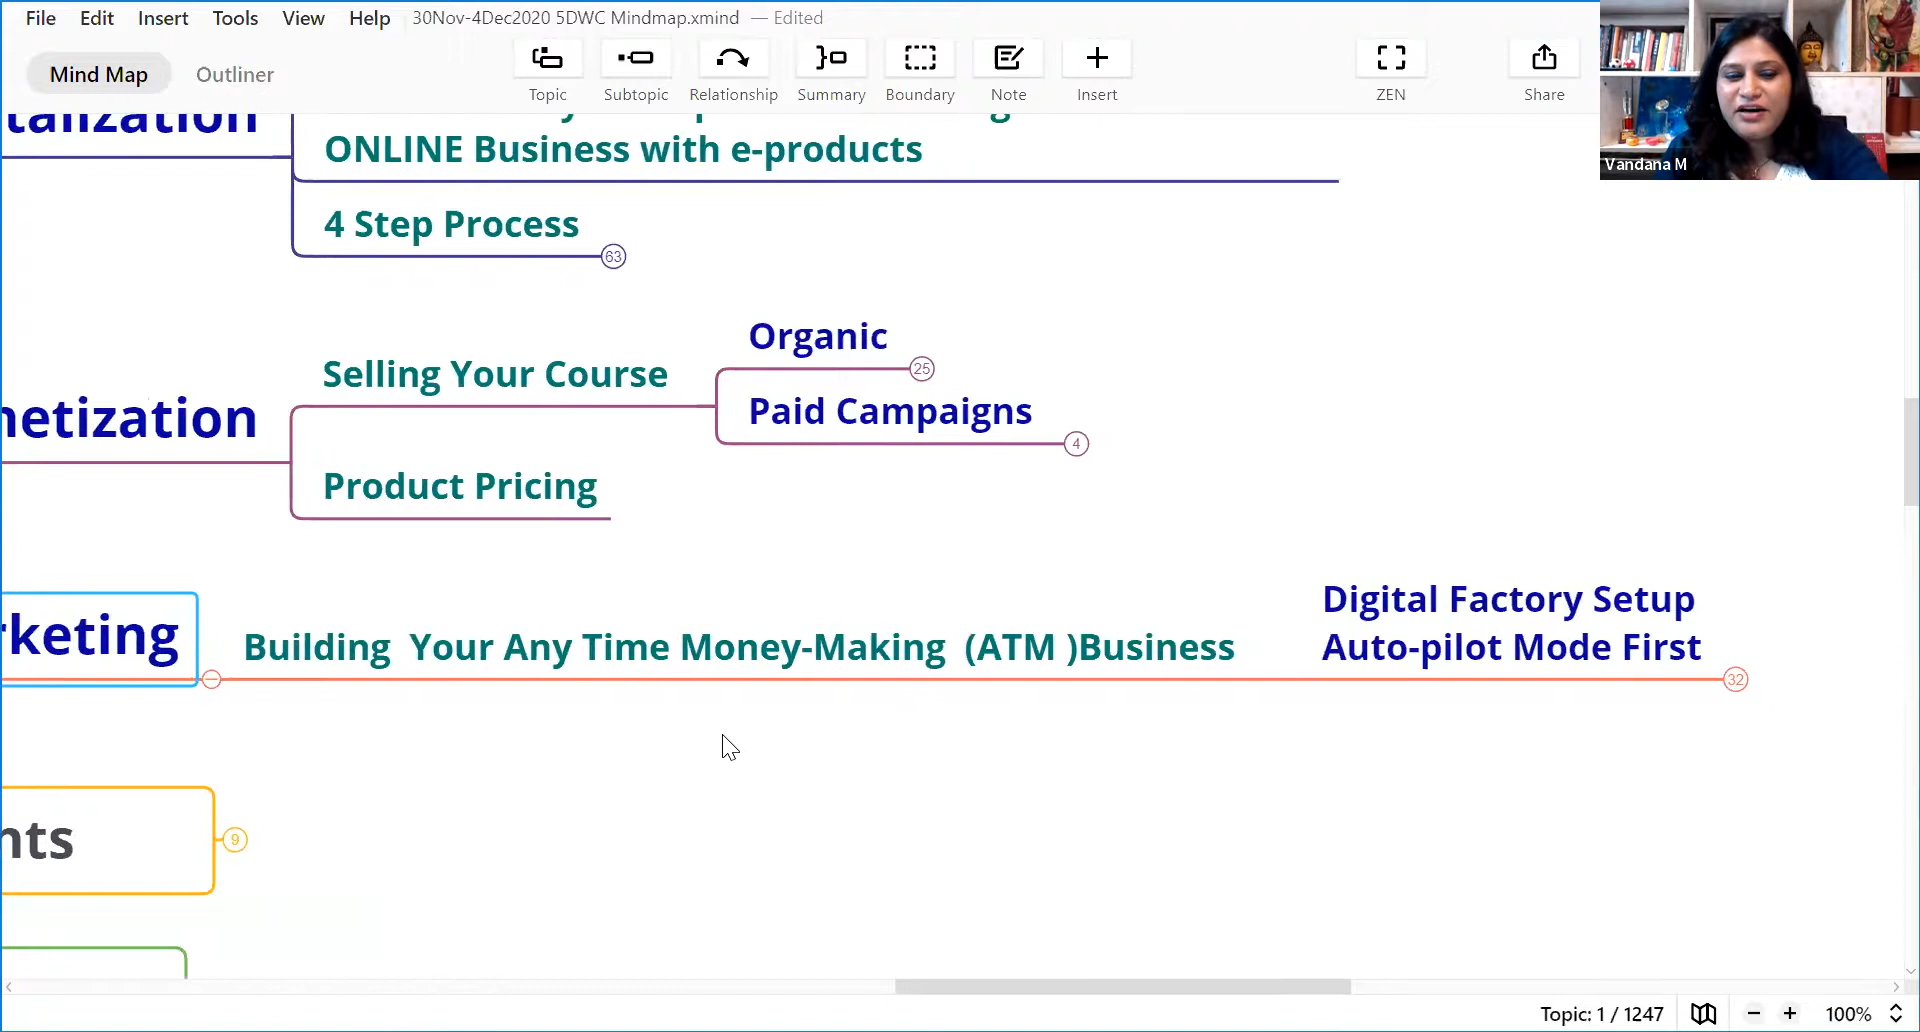 File Edit Insert Tools View Help 30Nov-4Dec2020 5DWC Mindmap.xmind — Edited
Mind Map Outliner
Topic Subtopic Relationship Summary Boundary Note Insert ZEN Share
Vandana M
talization
ONLINE Business with e-products
4 Step Process
63
Organic
25
Selling Your Course
Paid Campaigns
4
netization
Product Pricing
Digital Factory Setup
Auto-pilot Mode First
32
rketing
Building Your Any Time Money-Making (ATM )Business
nts
9
Topic: 1 / 1247
100%